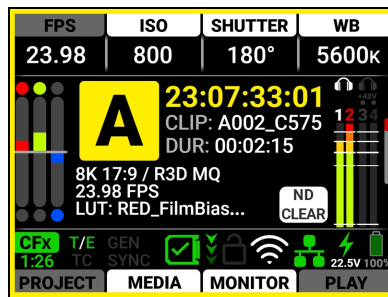 FPS ISO SHUTTER WB
23.98 800 180° 5600K
A 23:07:33:01
CLIP: A002_C575
DUR: 00:02:15
+48V
1 2 3 4
8K 17:9 / R3D MQ
23.98 FPS
LUT: RED_FilmBias...
ND
CLEAR
CFx T/E GEN
1:26 TC SYNC
22.5V 100%
PROJECT MEDIA MONITOR PLAY